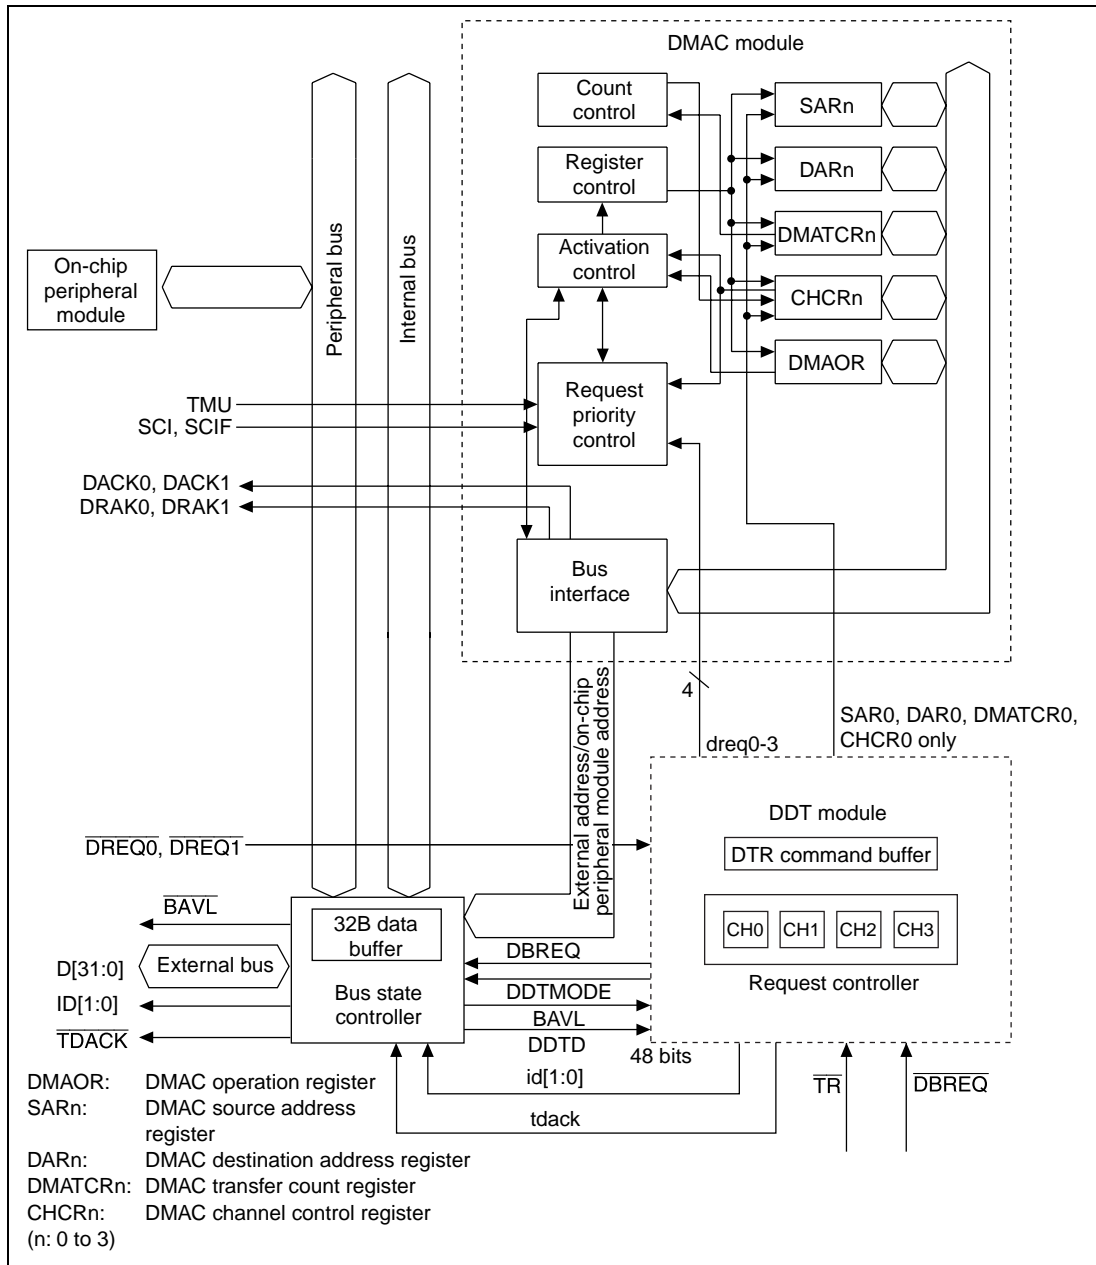 DMAC module
Count
control
SARn
Register
control
DARn
DMATCRn
Activation
control
CHCRn
DMAOR
On-chip
peripheral
module
Peripheral bus
Internal bus
Request
priority
control
TMU
SCI, SCIF
DACK0, DACK1
DRAK0, DRAK1
Bus
interface
External address/on-chip
peripheral module address
4
dreq0-3
SAR0, DAR0, DMATCR0,
CHCR0 only
DDT module
DTR command buffer
CH0 CH1 CH2 CH3
Request controller
DREQ0, DREQ1
BAVL
32B data
buffer
D[31:0]
External bus
ID[1:0]
Bus state
controller
TDACK
DBREQ
DDTMODE
BAVL
DDTD
48 bits
id[1:0]
tdack
TR
DBREQ
DMAOR: DMAC operation register
SARn: DMAC source address
register
DARn: DMAC destination address register
DMATCRn: DMAC transfer count register
CHCRn: DMAC channel control register
(n: 0 to 3)